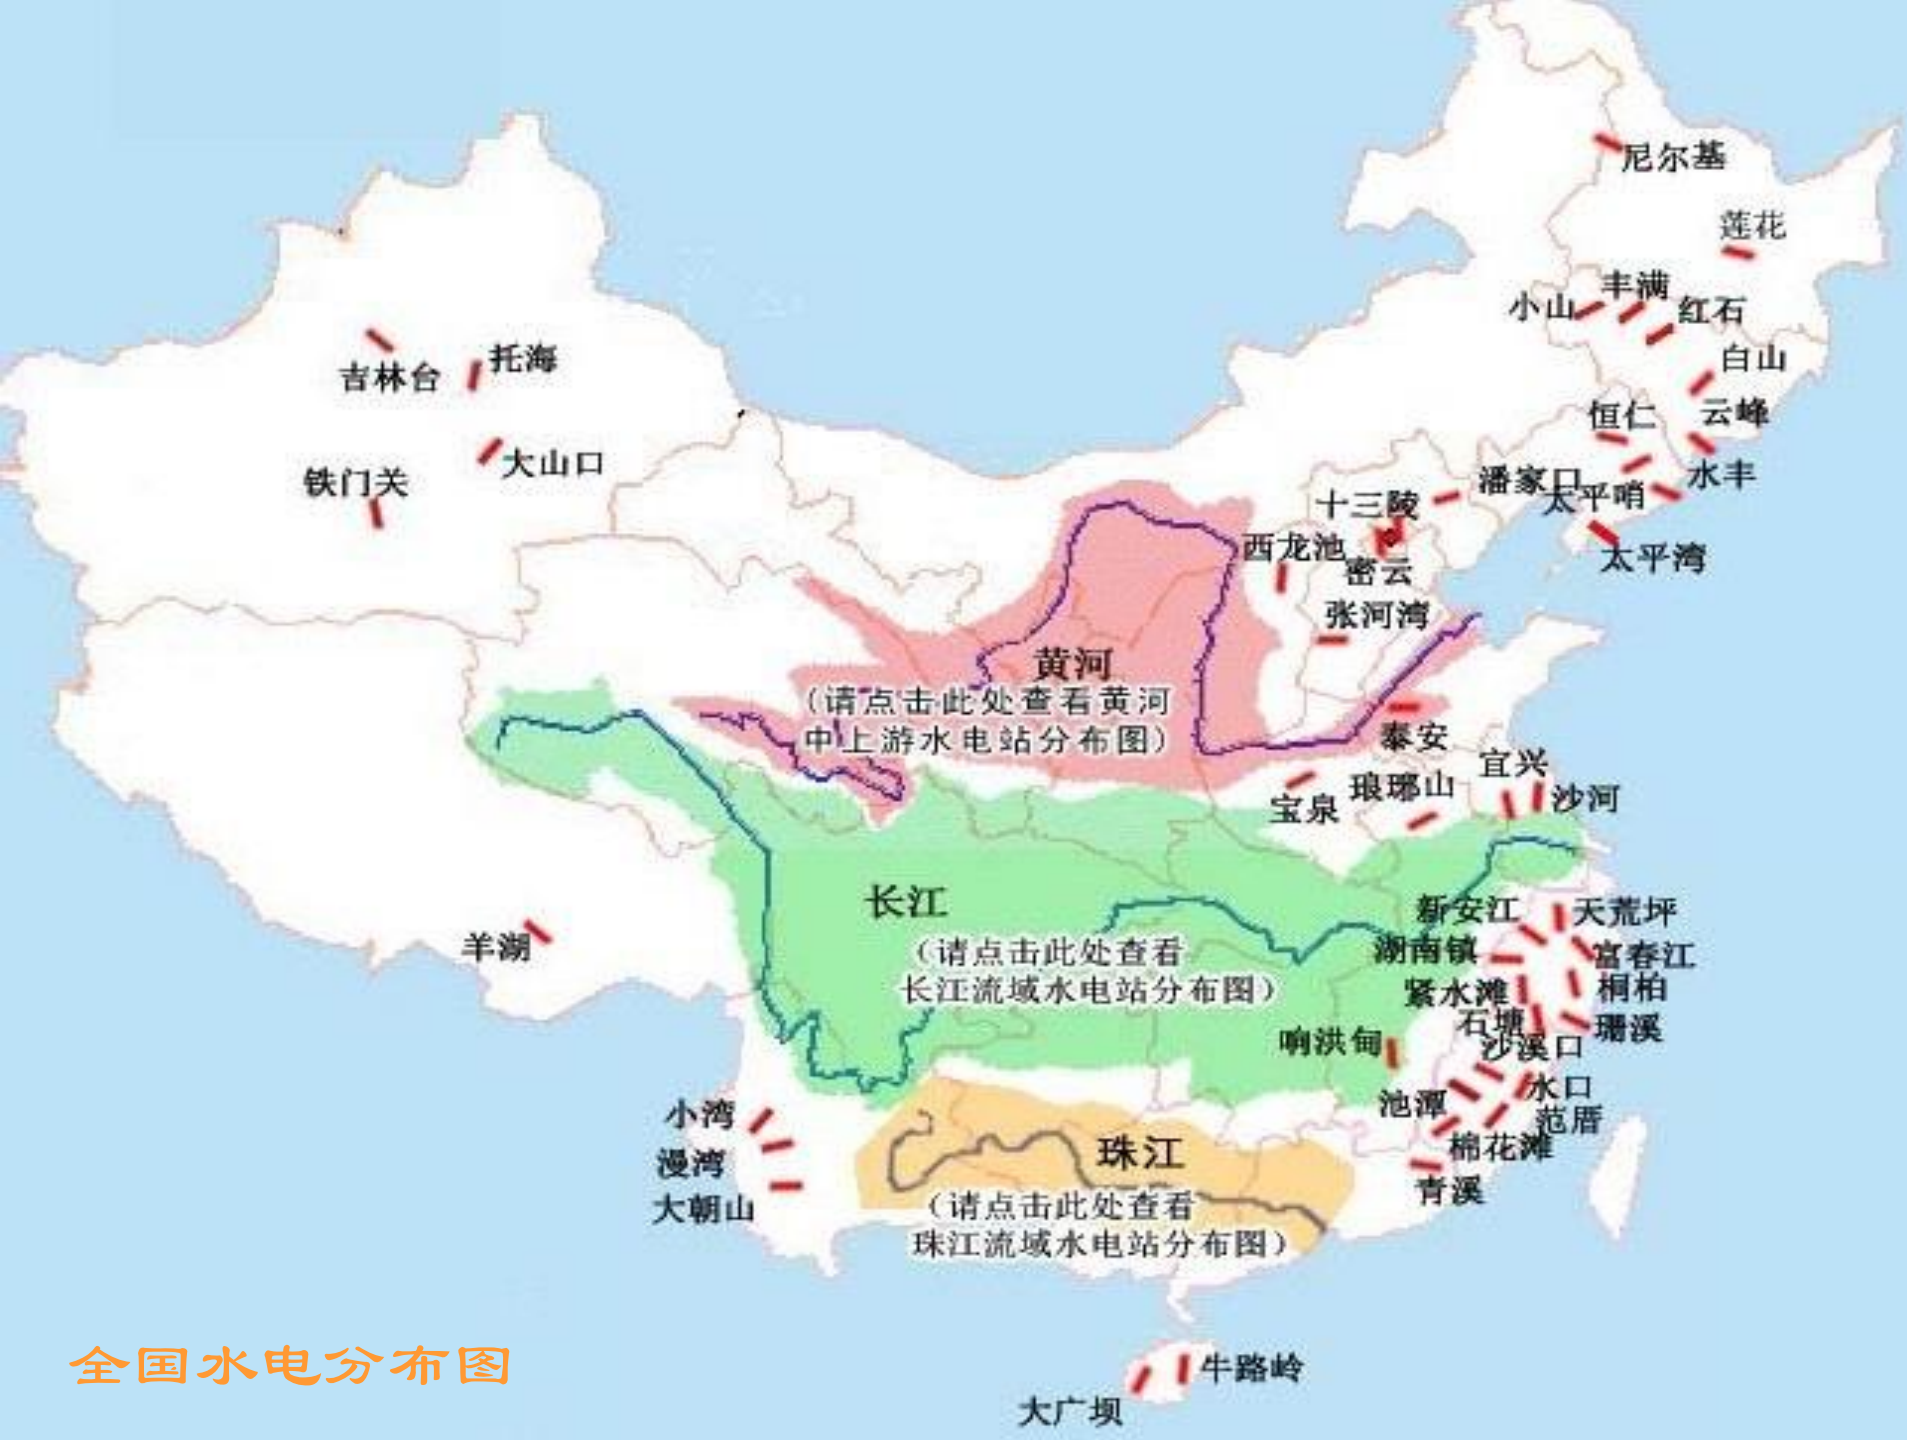 尼尔基
莲花
丰满
小山
红石
白山
吉林台
托海
恒仁
云峰
大山口
铁门关
潘家口
水丰
太平哨
十三陵
西龙池
太平湾
密云
张河湾
黄河
(请点击此处查看黄河
中上游水电站分布图)
泰安
宜兴
琅琊山
沙河
宝泉
长江
新安江
天荒坪
羊湖
(请点击此处查看
长江流域水电站分布图)
湖南镇
富春江
紧水滩
桐柏
石塘
珊溪
响洪甸
沙溪口
水口
池潭
范厝
小湾
棉花滩
珠江
漫湾
青溪
大朝山
(请点击此处查看
珠江流域水电站分布图)
全国水电分布图
牛路岭
大广坝